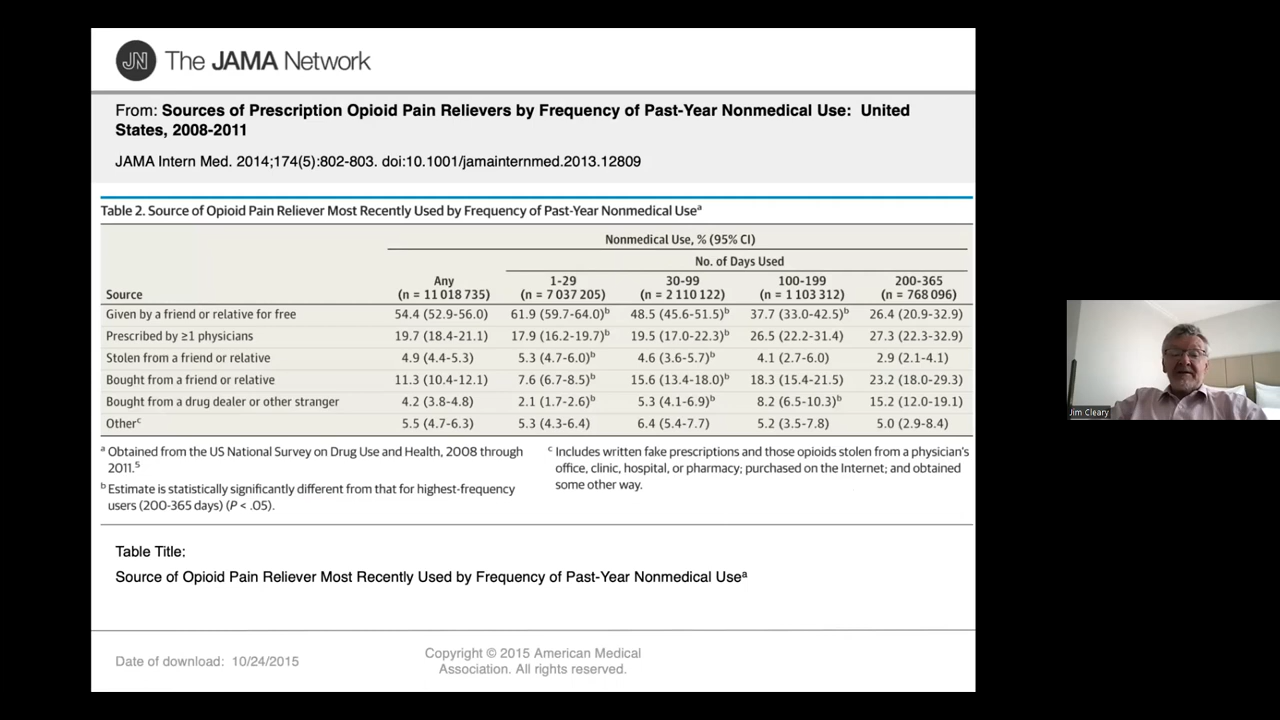 JN The JAMA Network
From: Sources of Prescription Opioid Pain Relievers by Frequency of Past-Year Nonmedical Use: United
States, 2008-2011
JAMA Intern Med. 2014;174(5):802-803. doi:10.1001/jamainternmed.2013.12809
Table 2. Source of Opioid Pain Reliever Most Recently Used by Frequency of Past-Year Nonmedical Useᵃ
Nonmedical Use, % (95% CI)
No. of Days Used
Any 1-29 30-99 100-199 200-365
Source (n = 11 018 735) (n = 7 037 205) (n = 2 110 122) (n = 1 103 312) (n = 768 096)
Given by a friend or relative for free 54.4 (52.9-56.0) 61.9 (59.7-64.0)ᵇ 48.5 (45.6-51.5)ᵇ 37.7 (33.0-42.5)ᵇ 26.4 (20.9-32.9)
Prescribed by ≥1 physicians 19.7 (18.4-21.1) 17.9 (16.2-19.7)ᵇ 19.5 (17.0-22.3)ᵇ 26.5 (22.2-31.4) 27.3 (22.3-32.9)
Stolen from a friend or relative 4.9 (4.4-5.3) 5.3 (4.7-6.0)ᵇ 4.6 (3.6-5.7)ᵇ 4.1 (2.7-6.0) 2.9 (2.1-4.1)
Bought from a friend or relative 11.3 (10.4-12.1) 7.6 (6.7-8.5)ᵇ 15.6 (13.4-18.0)ᵇ 18.3 (15.4-21.5) 23.2 (18.0-29.3)
Bought from a drug dealer or other stranger 4.2 (3.8-4.8) 2.1 (1.7-2.6)ᵇ 5.3 (4.1-6.9)ᵇ 8.2 (6.5-10.3)ᵇ 15.2 (12.0-19.1)
Otherᶜ 5.5 (4.7-6.3) 5.3 (4.3-6.4) 6.4 (5.4-7.7) 5.2 (3.5-7.8) 5.0 (2.9-8.4)
ᵃ Obtained from the US National Survey on Drug Use and Health, 2008 through
2011.⁵
ᵇ Estimate is statistically significantly different from that for highest-frequency
users (200-365 days) (P < .05).
ᶜ Includes written fake prescriptions and those opioids stolen from a physician's
office, clinic, hospital, or pharmacy; purchased on the Internet; and obtained
some other way.
Table Title:
Source of Opioid Pain Reliever Most Recently Used by Frequency of Past-Year Nonmedical Useᵃ
Date of download: 10/24/2015
Copyright © 2015 American Medical
Association. All rights reserved.
Jim Cleary